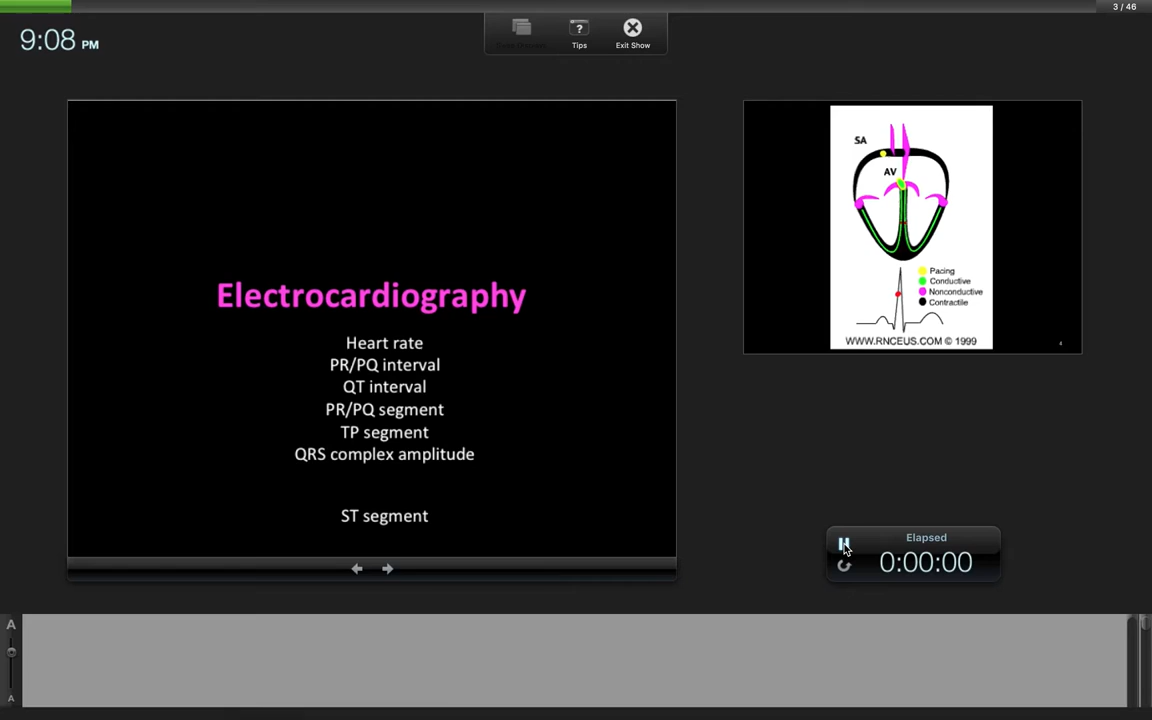 3 / 46
9:08 PM
Tips
Exit Show
Electrocardiography
Heart rate
PR/PQ interval
QT interval
PR/PQ segment
TP segment
QRS complex amplitude
ST segment
SA
AV
Pacing
Conductive
Nonconductive
Contractile
WWW.RNCEUS.COM © 1999
4
Elapsed
0:00:00
A
A